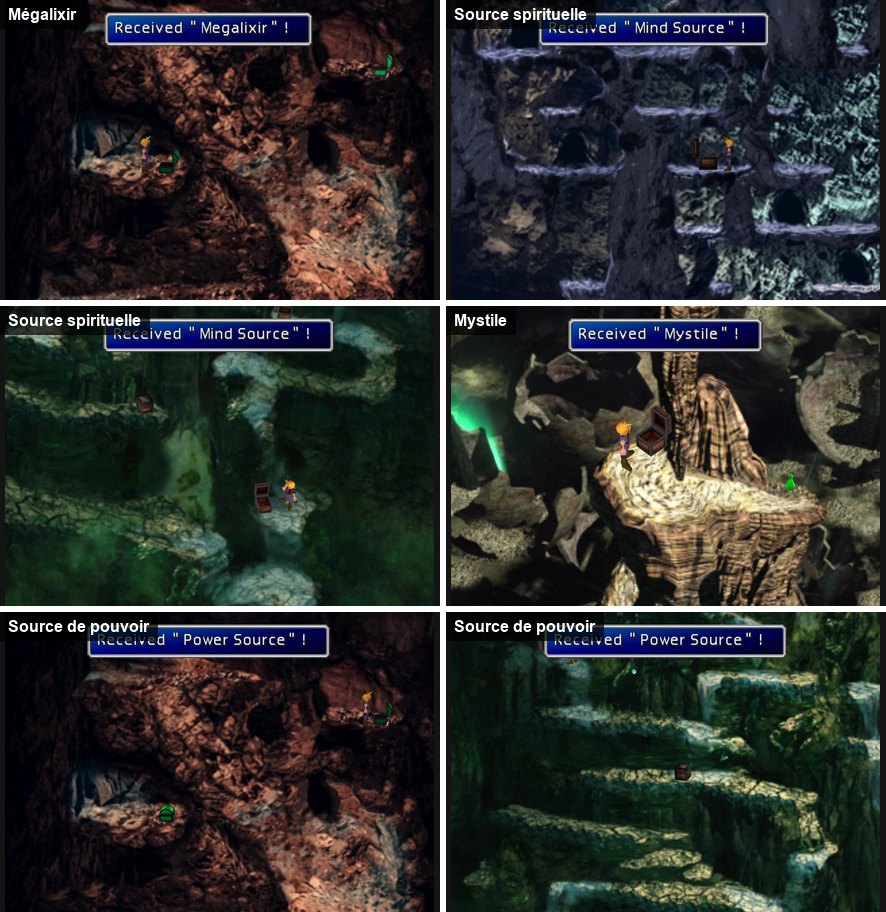 Mégalixir
Received "Megalixir" !
Source spirituelle
Received "Mind Source" !
Source spirituelle
Received "Mind Source" !
Mystile
Received "Mystile" !
Source de pouvoir
Received "Power Source" !
Source de pouvoir
Received "Power Source" !